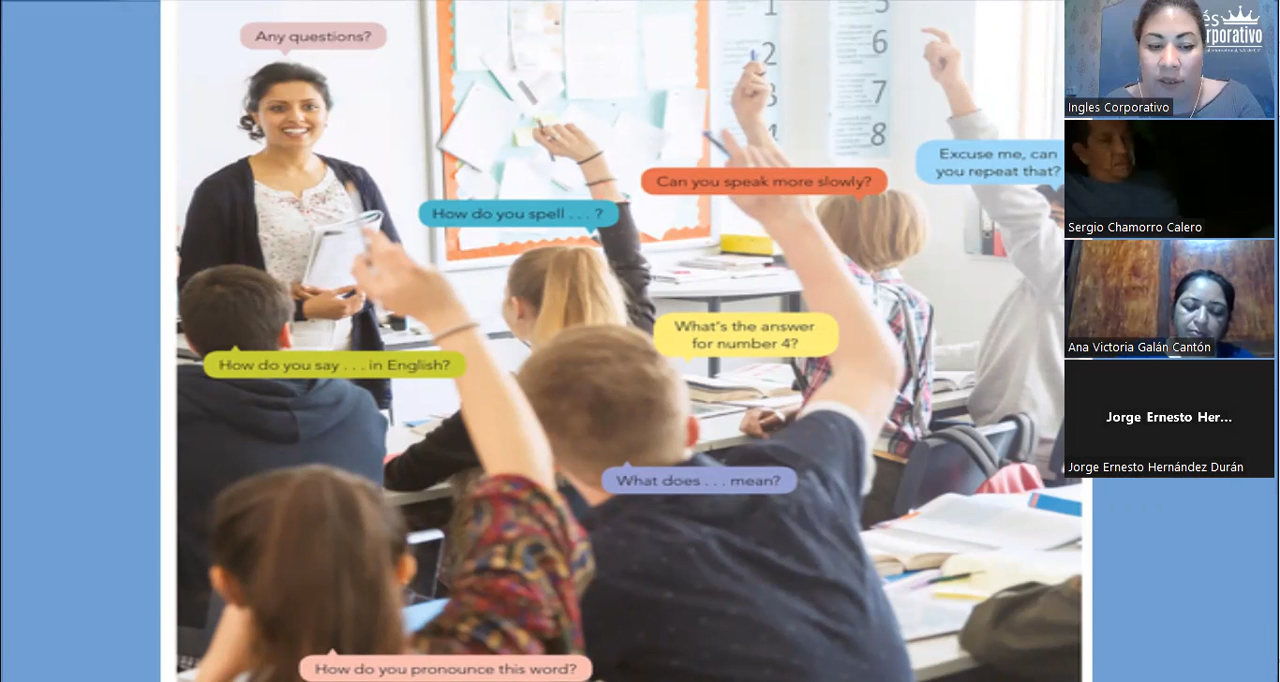 Any questions?
How do you spell . . . ?
Can you speak more slowly?
Excuse me, can
you repeat that?
What's the answer
for number 4?
How do you say . . . in English?
What does . . . mean?
How do you pronounce this word?
1
2
3
4
5
6
7
8
és
rporativo
Ingles Corporativo
Sergio Chamorro Calero
Ana Victoria Galán Cantón
Jorge Ernesto Her...
Jorge Ernesto Hernández Durán